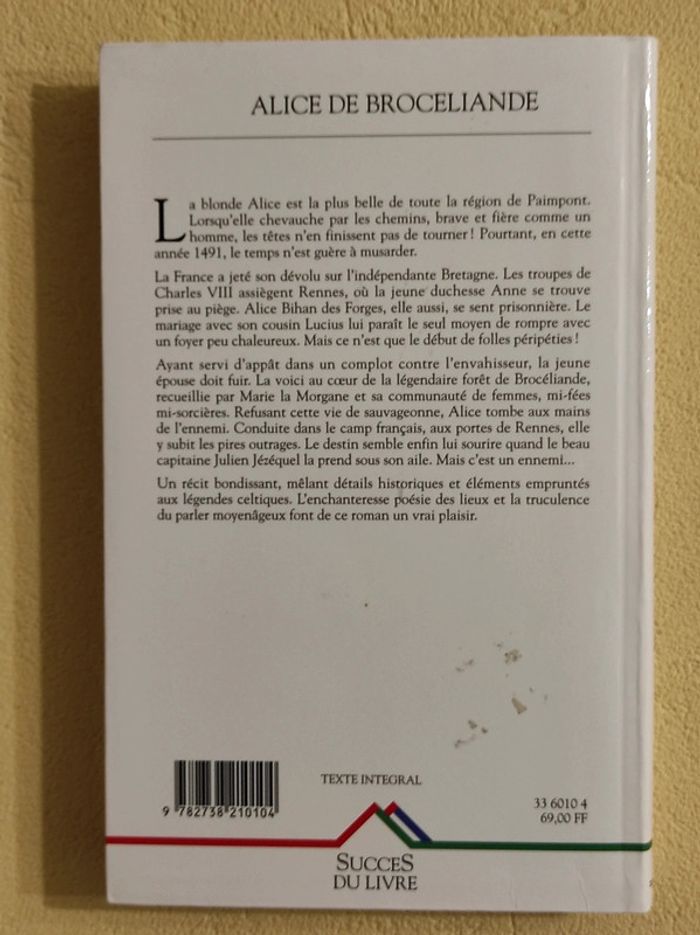 ALICE DE BROCELIANDE
La blonde Alice est la plus belle de toute la région de Paimpont.
Lorsqu'elle chevauche par les chemins, brave et fière comme un
homme, les têtes n'en finissent pas de tourner ! Pourtant, en cette
année 1491, le temps n'est guère à musarder.
La France a jeté son dévolu sur l'indépendante Bretagne. Les troupes de
Charles VIII assiègent Rennes, où la jeune duchesse Anne se trouve
prise au piège. Alice Bihan des Forges, elle aussi, se sent prisonnière. Le
mariage avec son cousin Lucius lui paraît le seul moyen de rompre avec
un foyer peu chaleureux. Mais ce n'est que le début de folles péripéties !
Ayant servi d'appât dans un complot contre l'envahisseur, la jeune
épouse doit fuir. La voici au cœur de la légendaire forêt de Brocéliande,
recueillie par Marie la Morgane et sa communauté de femmes, mi-fées
mi-sorcières. Refusant cette vie de sauvageonne, Alice tombe aux mains
de l'ennemi. Conduite dans le camp français, aux portes de Rennes, elle
y subit les pires outrages. Le destin semble enfin lui sourire quand le beau
capitaine Julien Jézéquel la prend sous son aile. Mais c'est un ennemi...
Un récit bondissant, mêlant détails historiques et éléments empruntés
aux légendes celtiques. L'enchanteresse poésie des lieux et la truculence
du parler moyenâgeux font de ce roman un vrai plaisir.
9 782738 210104
TEXTE INTEGRAL
33 6010 4
69,00 FF
SUCCES
DU LIVRE